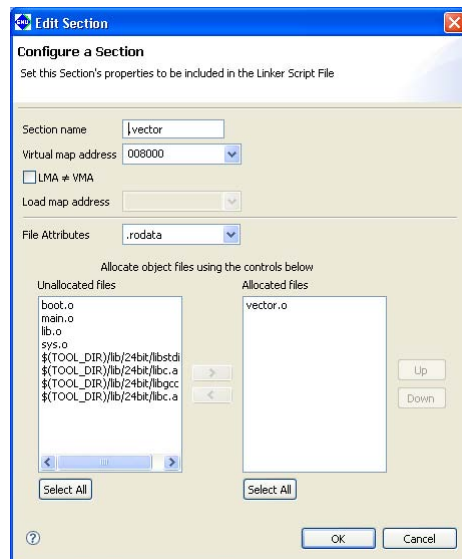 GNU Edit Section
Configure a Section
Set this Section's properties to be included in the Linker Script File
Section name .vector
Virtual map address 008000
LMA ≠ VMA
Load map address
File Attributes .rodata
Allocate object files using the controls below
Unallocated files
boot.o
main.o
lib.o
sys.o
$(TOOL_DIR)/lib/24bit/libstdi
$(TOOL_DIR)/lib/24bit/libc.a
$(TOOL_DIR)/lib/24bit/libgcc
$(TOOL_DIR)/lib/24bit/libc.a
Select All
>
<
Allocated files
vector.o
Select All
Up
Down
?
OK
Cancel